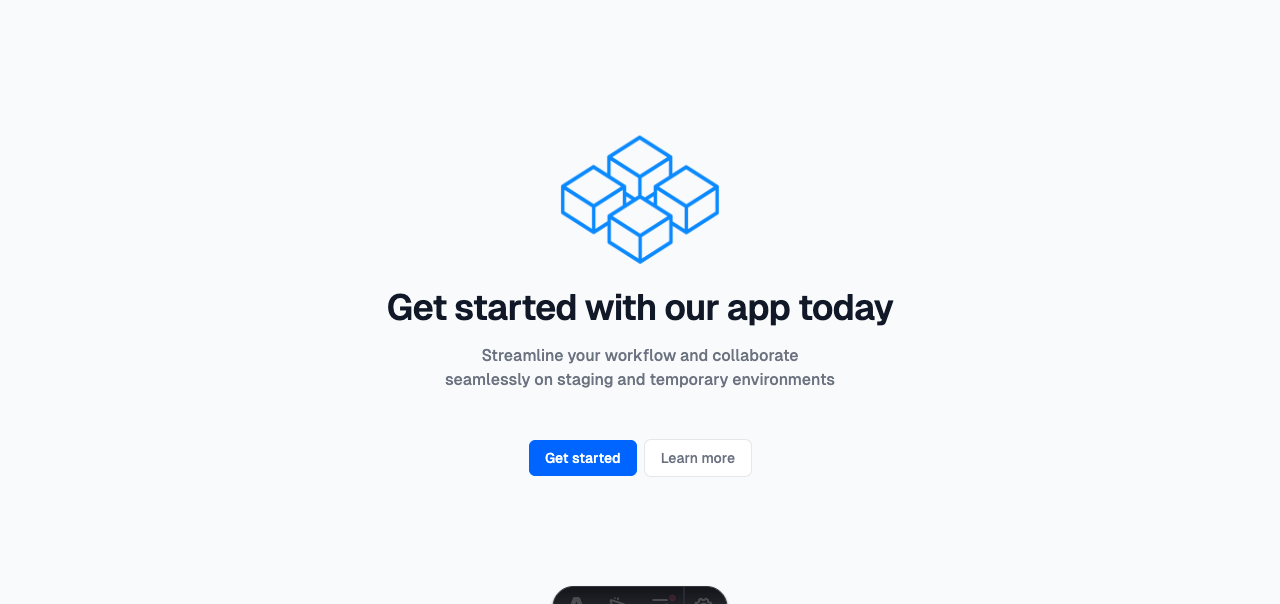 Get started with our app today
Streamline your workflow and collaborate
seamlessly on staging and temporary environments
Get started
Learn more